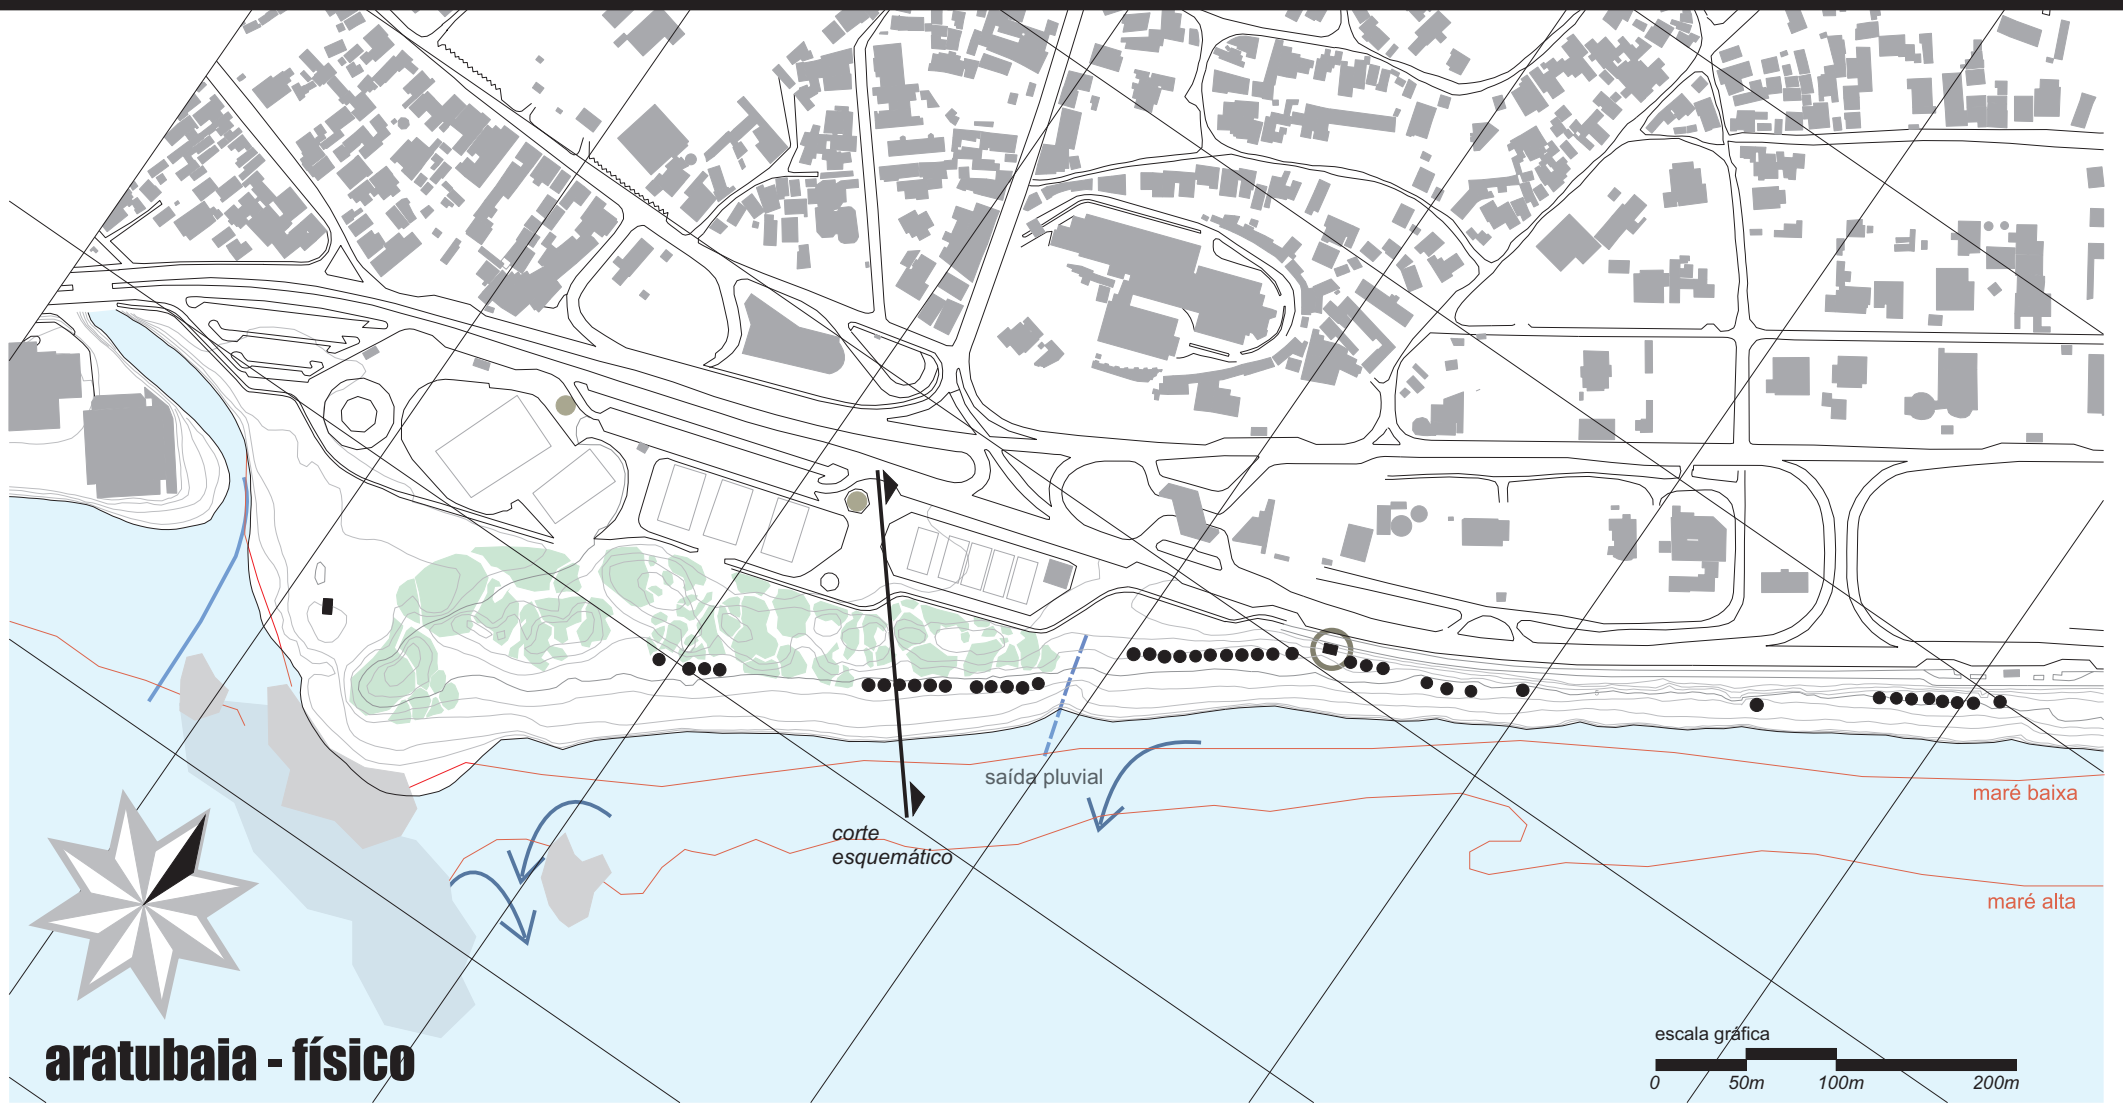 saída pluvial
maré baixa
corte
esquemático
maré alta
escala gráfica
0 50m 100m 200m
aratubaia - físico